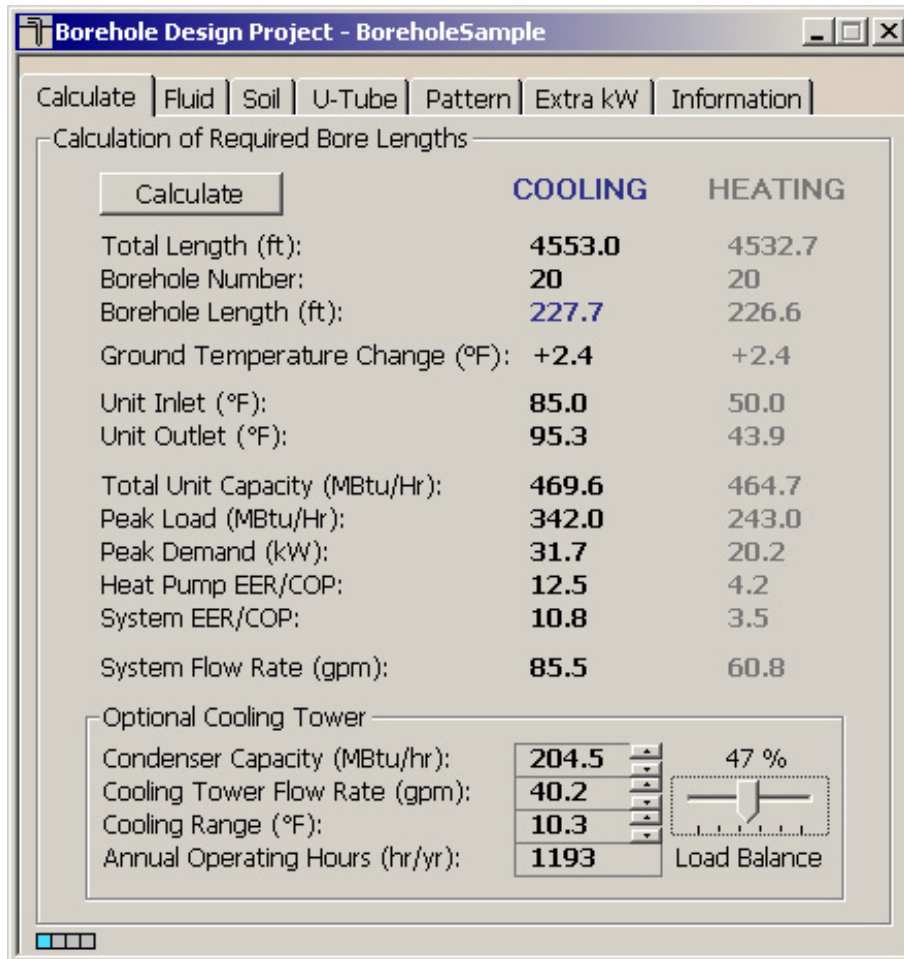 Borehole Design Project - BoreholeSample
Calculate Fluid Soil U-Tube Pattern Extra kW Information
Calculation of Required Bore Lengths
Calculate COOLING HEATING
Total Length (ft): 4553.0 4532.7
Borehole Number: 20 20
Borehole Length (ft): 227.7 226.6
Ground Temperature Change (°F): +2.4 +2.4
Unit Inlet (°F): 85.0 50.0
Unit Outlet (°F): 95.3 43.9
Total Unit Capacity (MBtu/Hr): 469.6 464.7
Peak Load (MBtu/Hr): 342.0 243.0
Peak Demand (kW): 31.7 20.2
Heat Pump EER/COP: 12.5 4.2
System EER/COP: 10.8 3.5
System Flow Rate (gpm): 85.5 60.8
Optional Cooling Tower
Condenser Capacity (MBtu/hr): 204.5 47 %
Cooling Tower Flow Rate (gpm): 40.2
Cooling Range (°F): 10.3
Annual Operating Hours (hr/yr): 1193 Load Balance